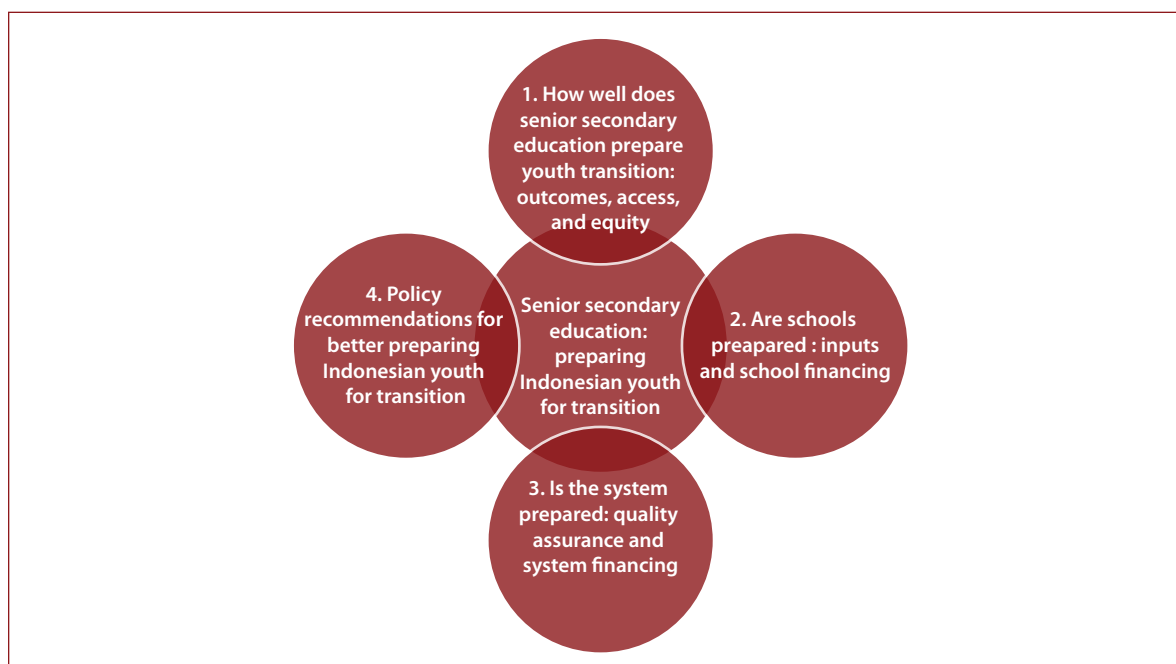 1. How well does
senior secondary
education prepare
youth transition:
outcomes, access,
and equity
4. Policy
recommendations for
better preparing
Indonesian youth
for transition
Senior secondary
education:
preparing
Indonesian youth
for transition
2. Are schools
preapared : inputs
and school financing
3. Is the system
prepared: quality
assurance and
system financing